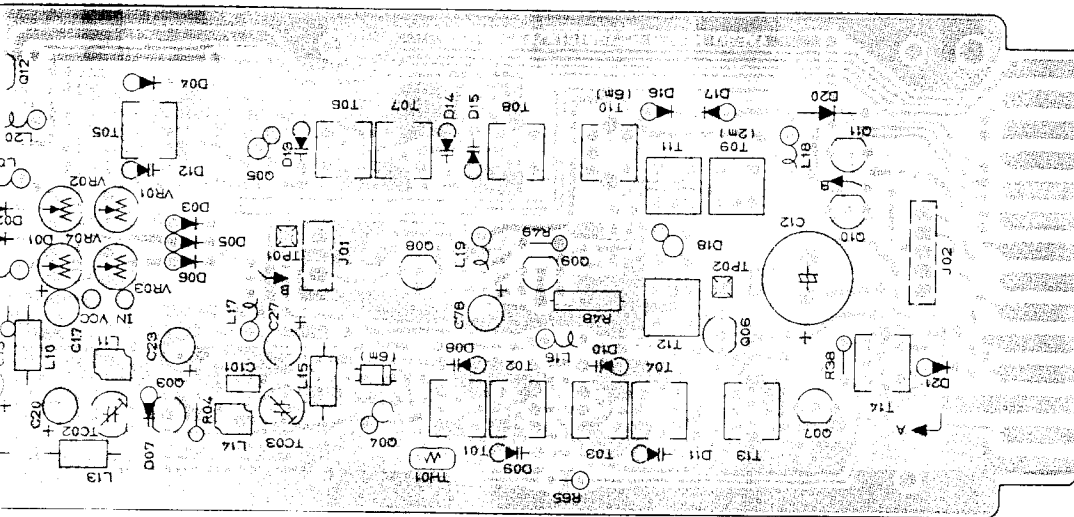 Q12
D04
L20
T05
D12
VR02
VR01
D01
VR04
VR03
D03
D05
D06
IN VCC
C17
L10
L11
C23
C20
TC02
L13
D07
Q03
R04
C101
L14
TC03
L15
C27
L17
B
TP01
J01
Q05
D13
T06
T07
D14
D15
T08
T10
(6m)
D16
D17
T11
T09
(2m)
D20
Q11
L18
B
Q10
C12
D18
TP02
Q06
T12
J02
Q08
L19
R49
Q09
C78
R48
L16
(6m)
Q04
TH01
T01
D08
T02
D09
D10
T04
T03
D11
R65
T13
Q07
R38
T14
D21
A